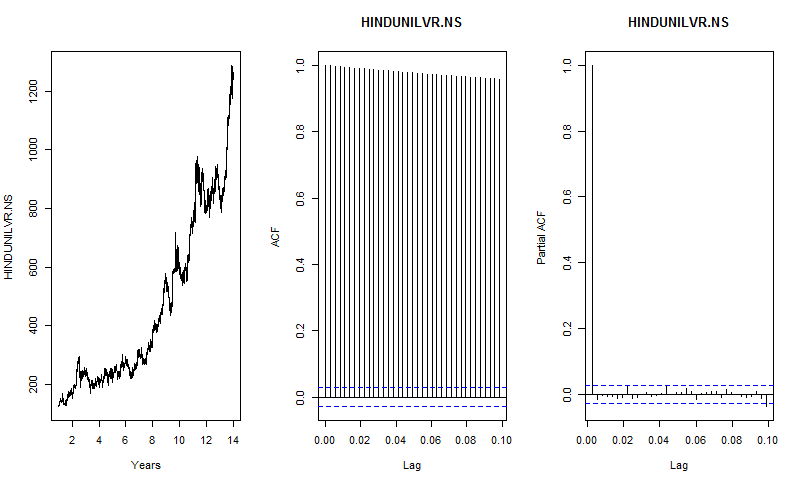 HINDUNILVR.NS
200 400 600 800 1000 1200
2 4 6 8 10 12 14
Years
HINDUNILVR.NS
ACF
0.0 0.2 0.4 0.6 0.8 1.0
0.00 0.02 0.04 0.06 0.08 0.10
Lag
HINDUNILVR.NS
Partial ACF
0.0 0.2 0.4 0.6 0.8 1.0
0.00 0.02 0.04 0.06 0.08 0.10
Lag